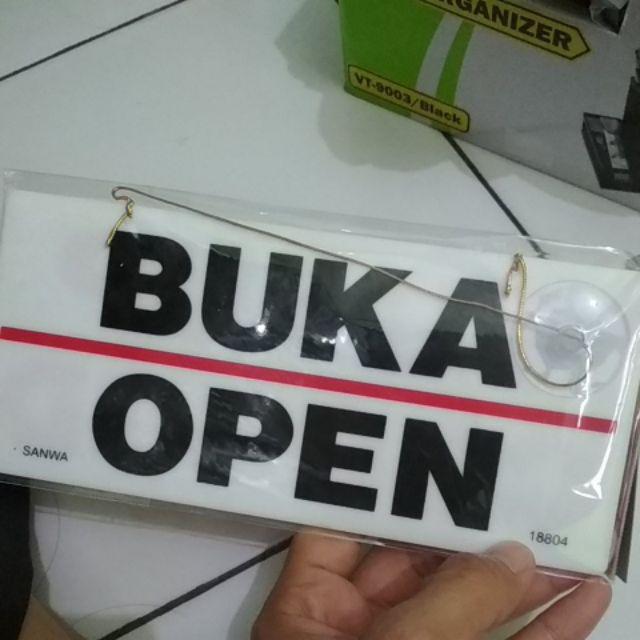 ORGANIZER
VT-9003/Black
BUKA
OPEN
SANWA
18804